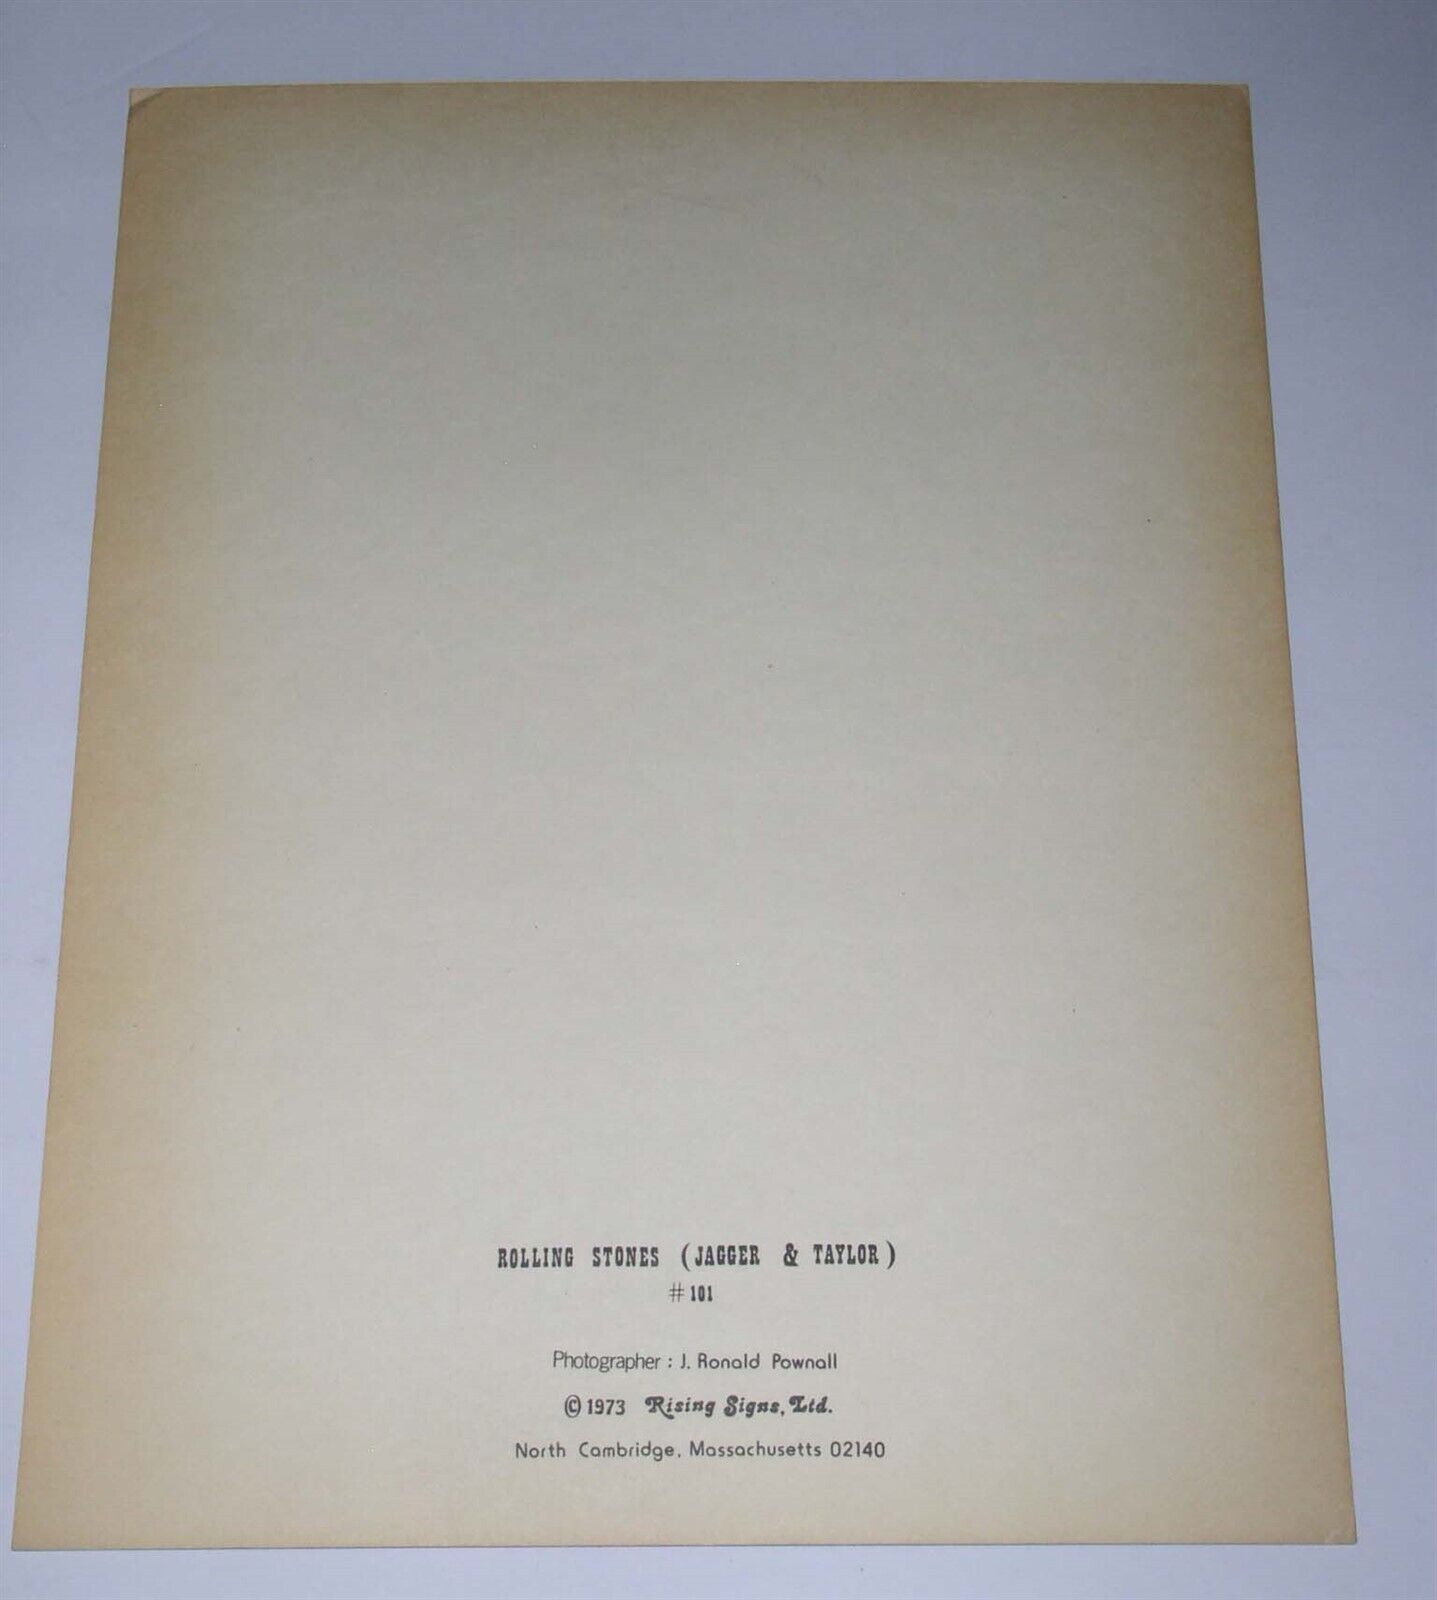 ROLLING STONES (JAGGER & TAYLOR)
# 101
Photographer : J. Ronald Pownall
© 1973 Rising Signs, Ltd.
North Cambridge, Massachusetts 02140